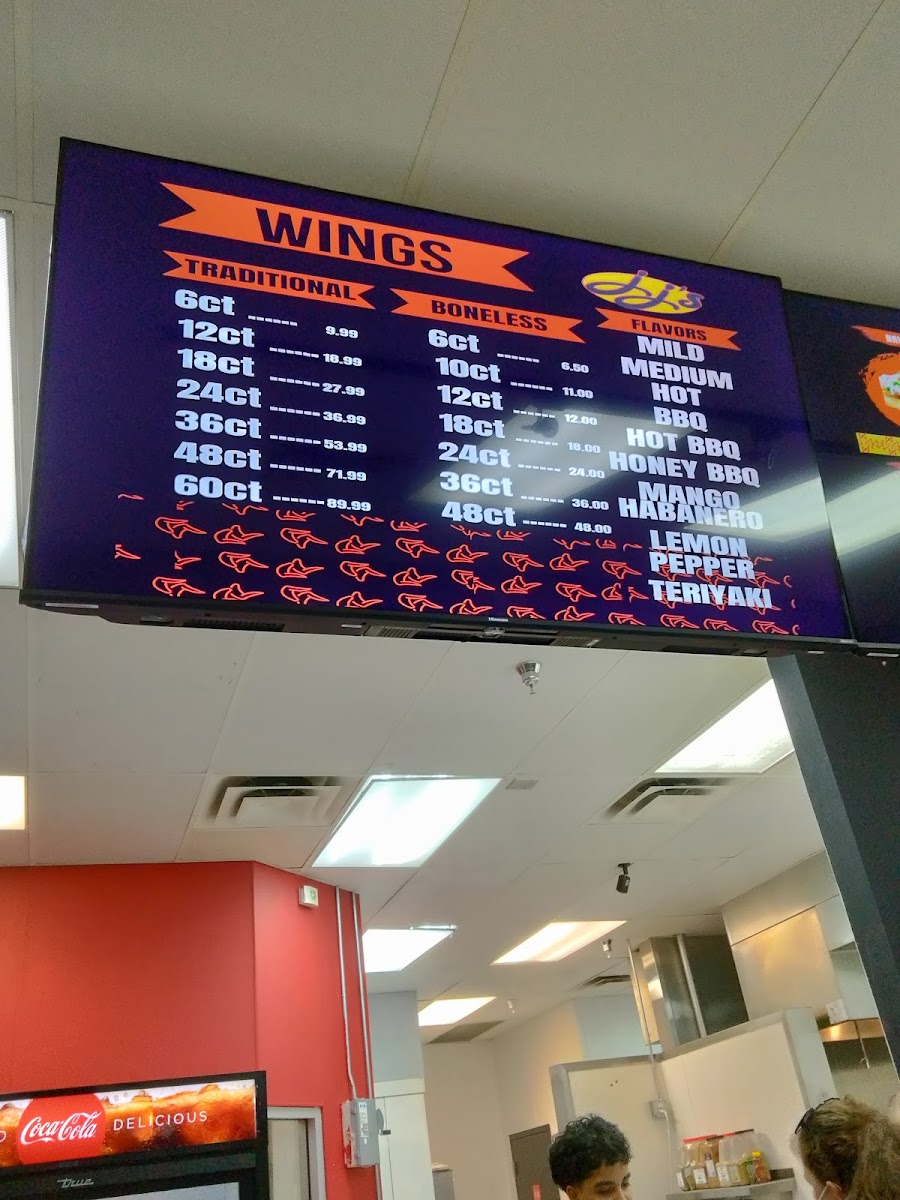 WINGS
TRADITIONAL
6ct ------ 9.99
12ct ------ 18.99
18ct ------ 27.99
24ct ------ 36.99
36ct ------ 53.99
48ct ------ 71.99
60ct ------ 89.99
BONELESS
6ct ------ 6.50
10ct ------ 11.00
12ct ------ 12.00
18ct ------ 18.00
24ct ------ 24.00
36ct ------ 36.00
48ct ------ 48.00
JJ's
FLAVORS
MILD
MEDIUM
HOT
BBQ
HOT BBQ
HONEY BBQ
MANGO
HABANERO
LEMON
PEPPER
TERIYAKI
Hisense
Coca-Cola DELICIOUS
true